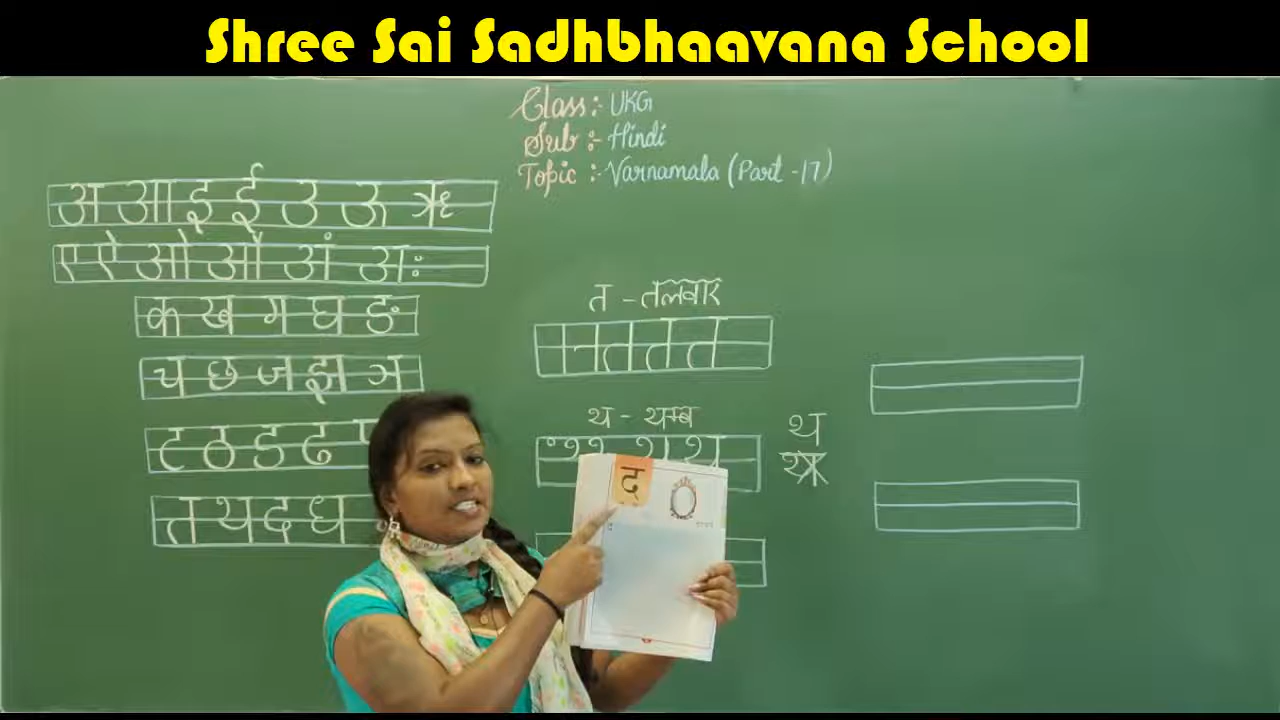 Shree Sai Sadhbhaavana School
Class:- UKG
Sub :- Hindi
Topic :- Varnamala (Part -17)
अ आ इ ई उ ऊ ऋ
ए ऐ ओ औ अं अः
क ख ग घ ङ
च छ ज झ ञ
ट ठ ड ढ
त थ द ध
त - तलवार
त त त
थ - थम्ब
थ थ
थ
द